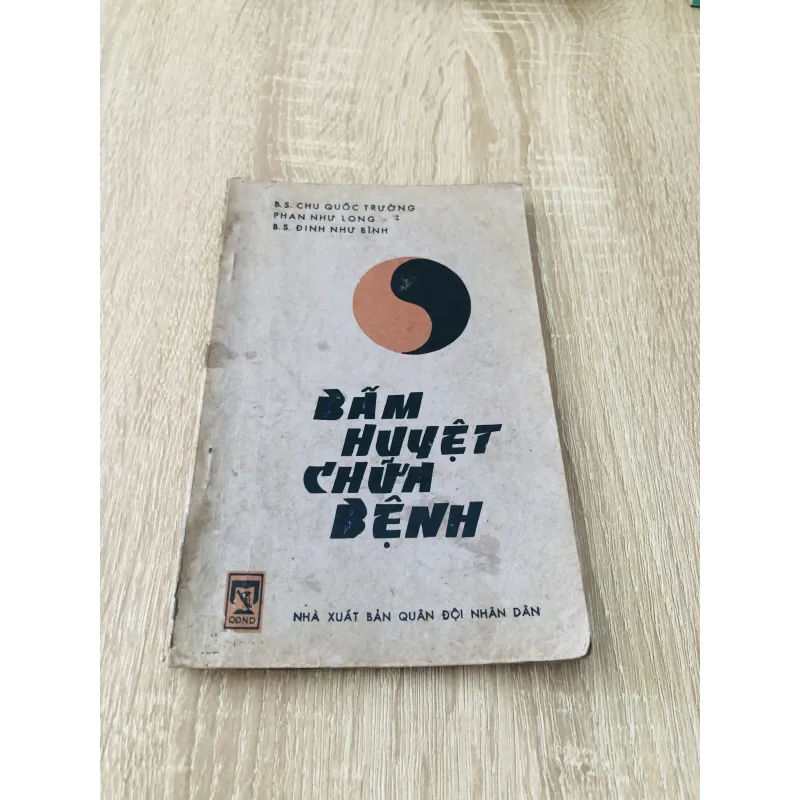 B.S. CHU QUỐC TRƯỜNG
PHAN NHƯ LONG
B.S. ĐINH NHƯ BÌNH
BẤM
HUYỆT
CHỮA
BỆNH
QĐND
NHÀ XUẤT BẢN QUÂN ĐỘI NHÂN DÂN